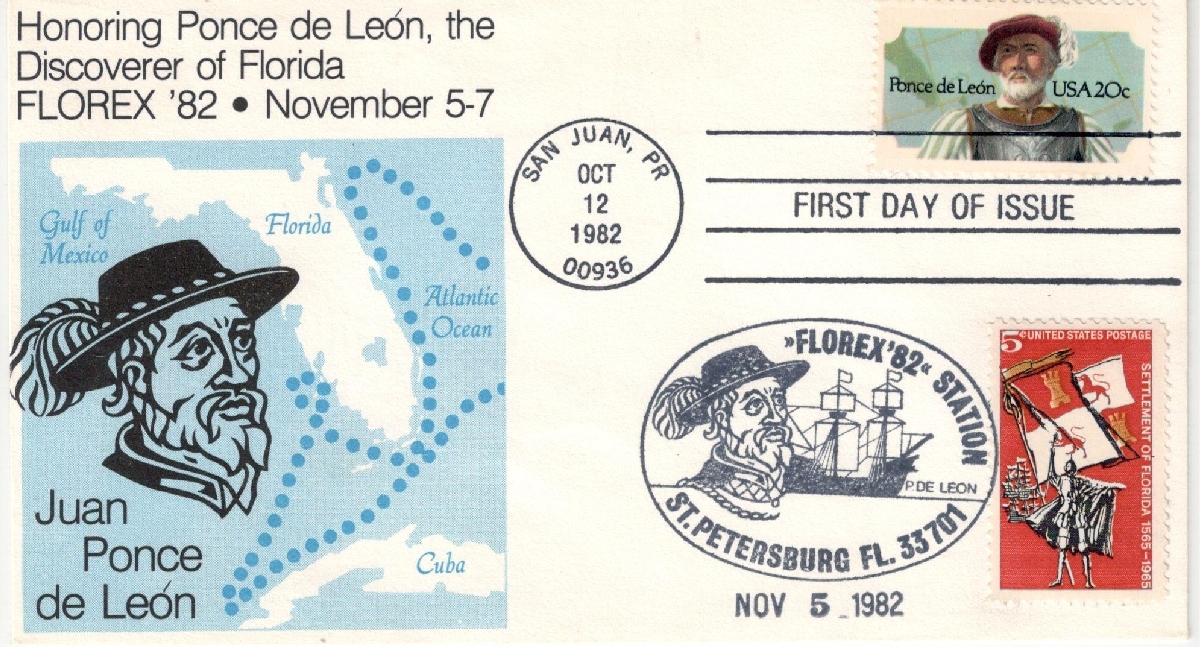 Honoring Ponce de León, the
Discoverer of Florida
FLOREX '82 • November 5-7
Gulf of
Mexico
Florida
Atlantic
Ocean
Cuba
Juan
Ponce
de León
SAN JUAN, PR
OCT
12
1982
00936
Ponce de León USA 20c
FIRST DAY OF ISSUE
»FLOREX'82« STATION
P. DE LEON
ST. PETERSBURG FL. 33701
NOV 5 1982
5c UNITED STATES POSTAGE
SETTLEMENT OF FLORIDA 1565-1965